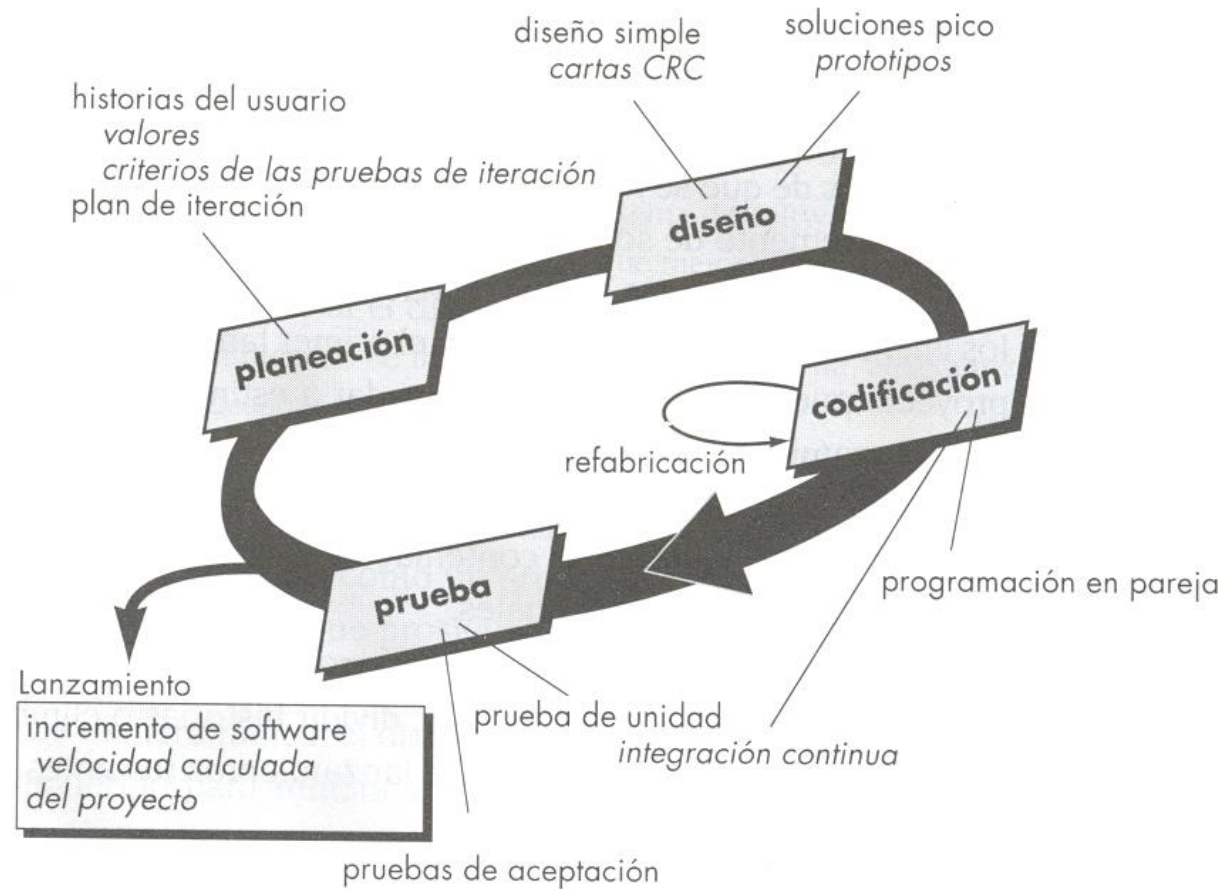 diseño simple
cartas CRC
soluciones pico
prototipos
historias del usuario
valores
criterios de las pruebas de iteración
plan de iteración
diseño
planeación
codificación
refabricación
programación en pareja
prueba
Lanzamiento
incremento de software
velocidad calculada
del proyecto
prueba de unidad
integración continua
pruebas de aceptación